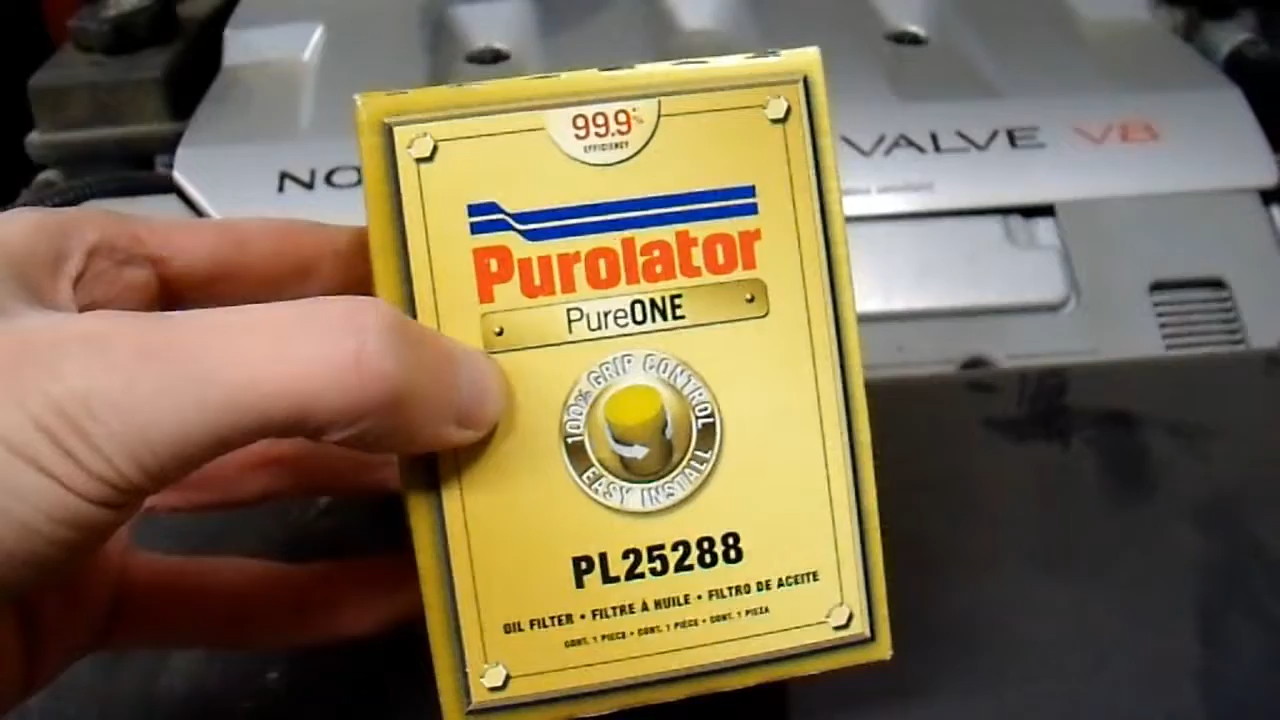 99.9%
EFFICIENCY
NO
VALVE V8
Purolator
PureONE
100% GRIP CONTROL
EASY INSTALL
PL25288
OIL FILTER • FILTRE À HUILE • FILTRO DE ACEITE
CONT. 1 PIECE • CONT. 1 PIÈCE • CONT. 1 PIEZA